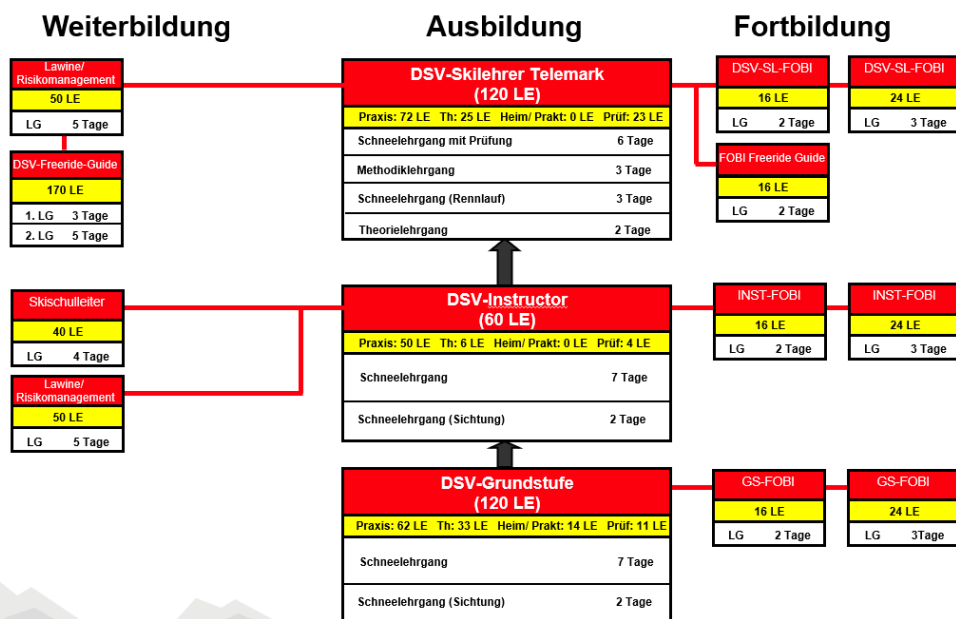 Weiterbildung
Ausbildung
Fortbildung
Lawine/
Risikomanagement
50 LE
LG 5 Tage
DSV-Freeride-Guide
170 LE
1. LG 3 Tage
2. LG 5 Tage
DSV-Skilehrer Telemark
(120 LE)
Praxis: 72 LE Th: 25 LE Heim/ Prakt: 0 LE Prüf: 23 LE
Schneelehrgang mit Prüfung 6 Tage
Methodiklehrgang 3 Tage
Schneelehrgang (Rennlauf) 3 Tage
Theorielehrgang 2 Tage
DSV-SL-FOBI
16 LE
LG 2 Tage
DSV-SL-FOBI
24 LE
LG 3 Tage
FOBI Freeride Guide
16 LE
LG 2 Tage
Skischulleiter
40 LE
LG 4 Tage
Lawine/
Risikomanagement
50 LE
LG 5 Tage
DSV-Instructor
(60 LE)
Praxis: 50 LE Th: 6 LE Heim/ Prakt: 0 LE Prüf: 4 LE
Schneelehrgang 7 Tage
Schneelehrgang (Sichtung) 2 Tage
INST-FOBI
16 LE
LG 2 Tage
INST-FOBI
24 LE
LG 3 Tage
DSV-Grundstufe
(120 LE)
Praxis: 62 LE Th: 33 LE Heim/ Prakt: 14 LE Prüf: 11 LE
Schneelehrgang 7 Tage
Schneelehrgang (Sichtung) 2 Tage
GS-FOBI
16 LE
LG 2 Tage
GS-FOBI
24 LE
LG 3Tage